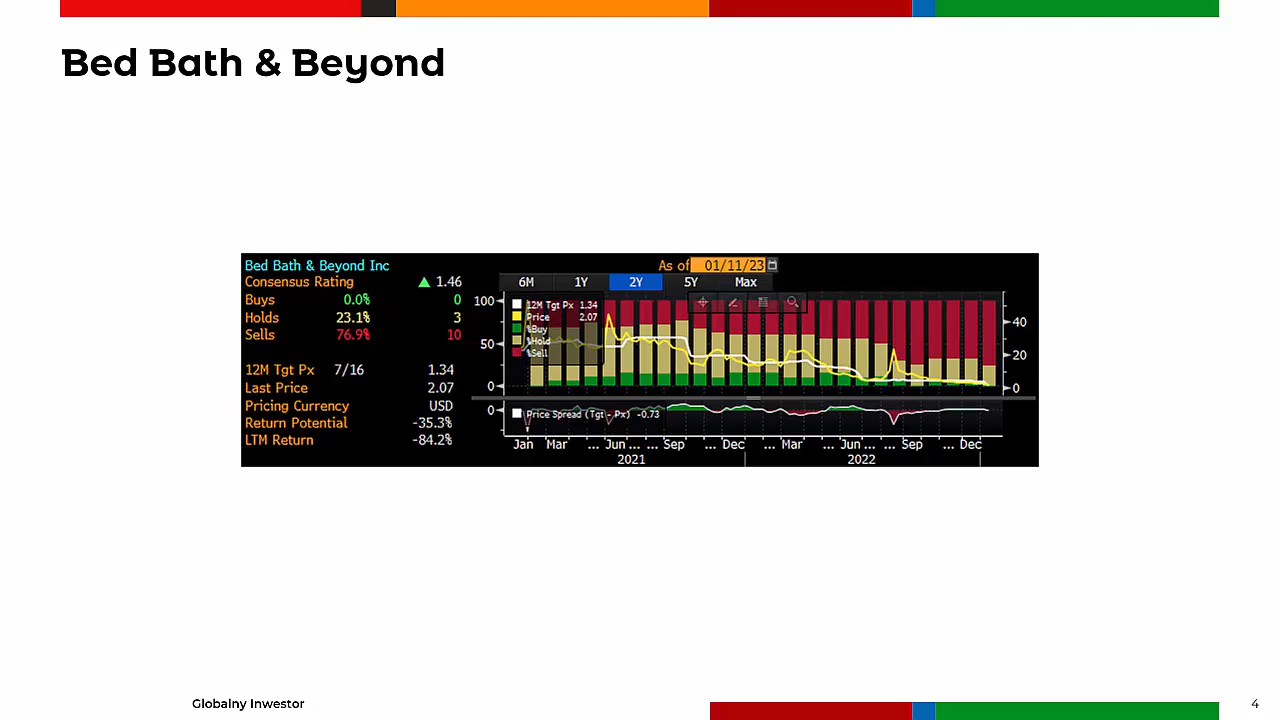 Bed Bath & Beyond
Bed Bath & Beyond Inc
As of 01/11/23
Consensus Rating ▲ 1.46
Buys 0.0% 0
Holds 23.1% 3
Sells 76.9% 10
12M Tgt Px 7/16 1.34
Last Price 2.07
Pricing Currency USD
Return Potential -35.3%
LTM Return -84.2%
6M 1Y 2Y 5Y Max
12M Tgt Px 1.34
Price 2.07
%Buy
%Hold
%Sell
100
50
0
40
20
0
0
Price Spread (Tgt - Px) -0.73
Jan Mar ... Jun ... ... Sep ... Dec ... Mar ... Jun ... ... Sep ... Dec
2021 2022
Globalny Inwestor
4